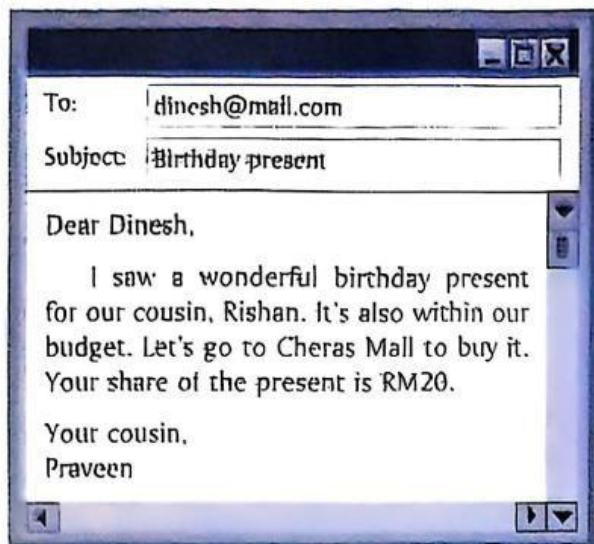 To: dinesh@mail.com
Subject: Birthday present
Dear Dinesh,
I saw a wonderful birthday present
for our cousin, Rishan. It's also within our
budget. Let's go to Cheras Mall to buy it.
Your share of the present is RM20.
Your cousin,
Praveen